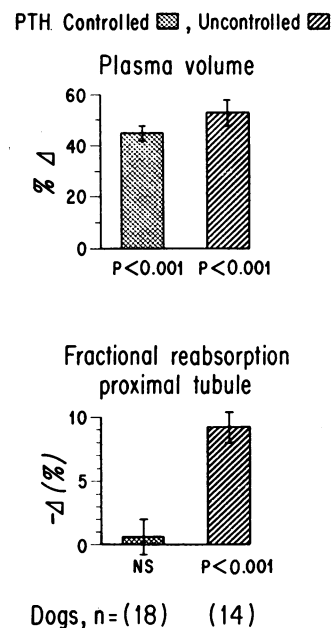 PTH Controlled , Uncontrolled
Plasma volume
60
40
20
0
% Δ
P<0.001 P<0.001
Fractional reabsorption
proximal tubule
10
5
0
-Δ (%)
NS P<0.001
Dogs, n=(18) (14)